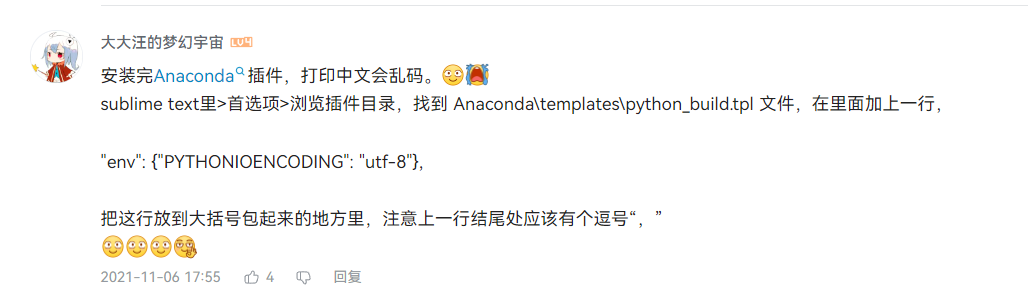 大大汪的梦幻宇宙 LV4
安装完Anaconda插件，打印中文会乱码。
sublime text里>首选项>浏览插件目录，找到 Anaconda\templates\python_build.tpl 文件，在里面加上一行，
"env": {"PYTHONIOENCODING": "utf-8"},
把这行放到大括号包起来的地方里，注意上一行结尾处应该有个逗号“，”
2021-11-06 17:55 4 回复